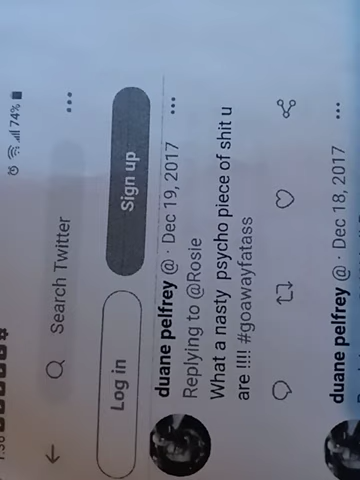 74%
Search Twitter
Log in
Sign up
duane pelfrey @ · Dec 19, 2017
Replying to @Rosie
What a nasty psycho piece of shit u
are !!!! #goawayfatass
duane pelfrey @ · Dec 18, 2017